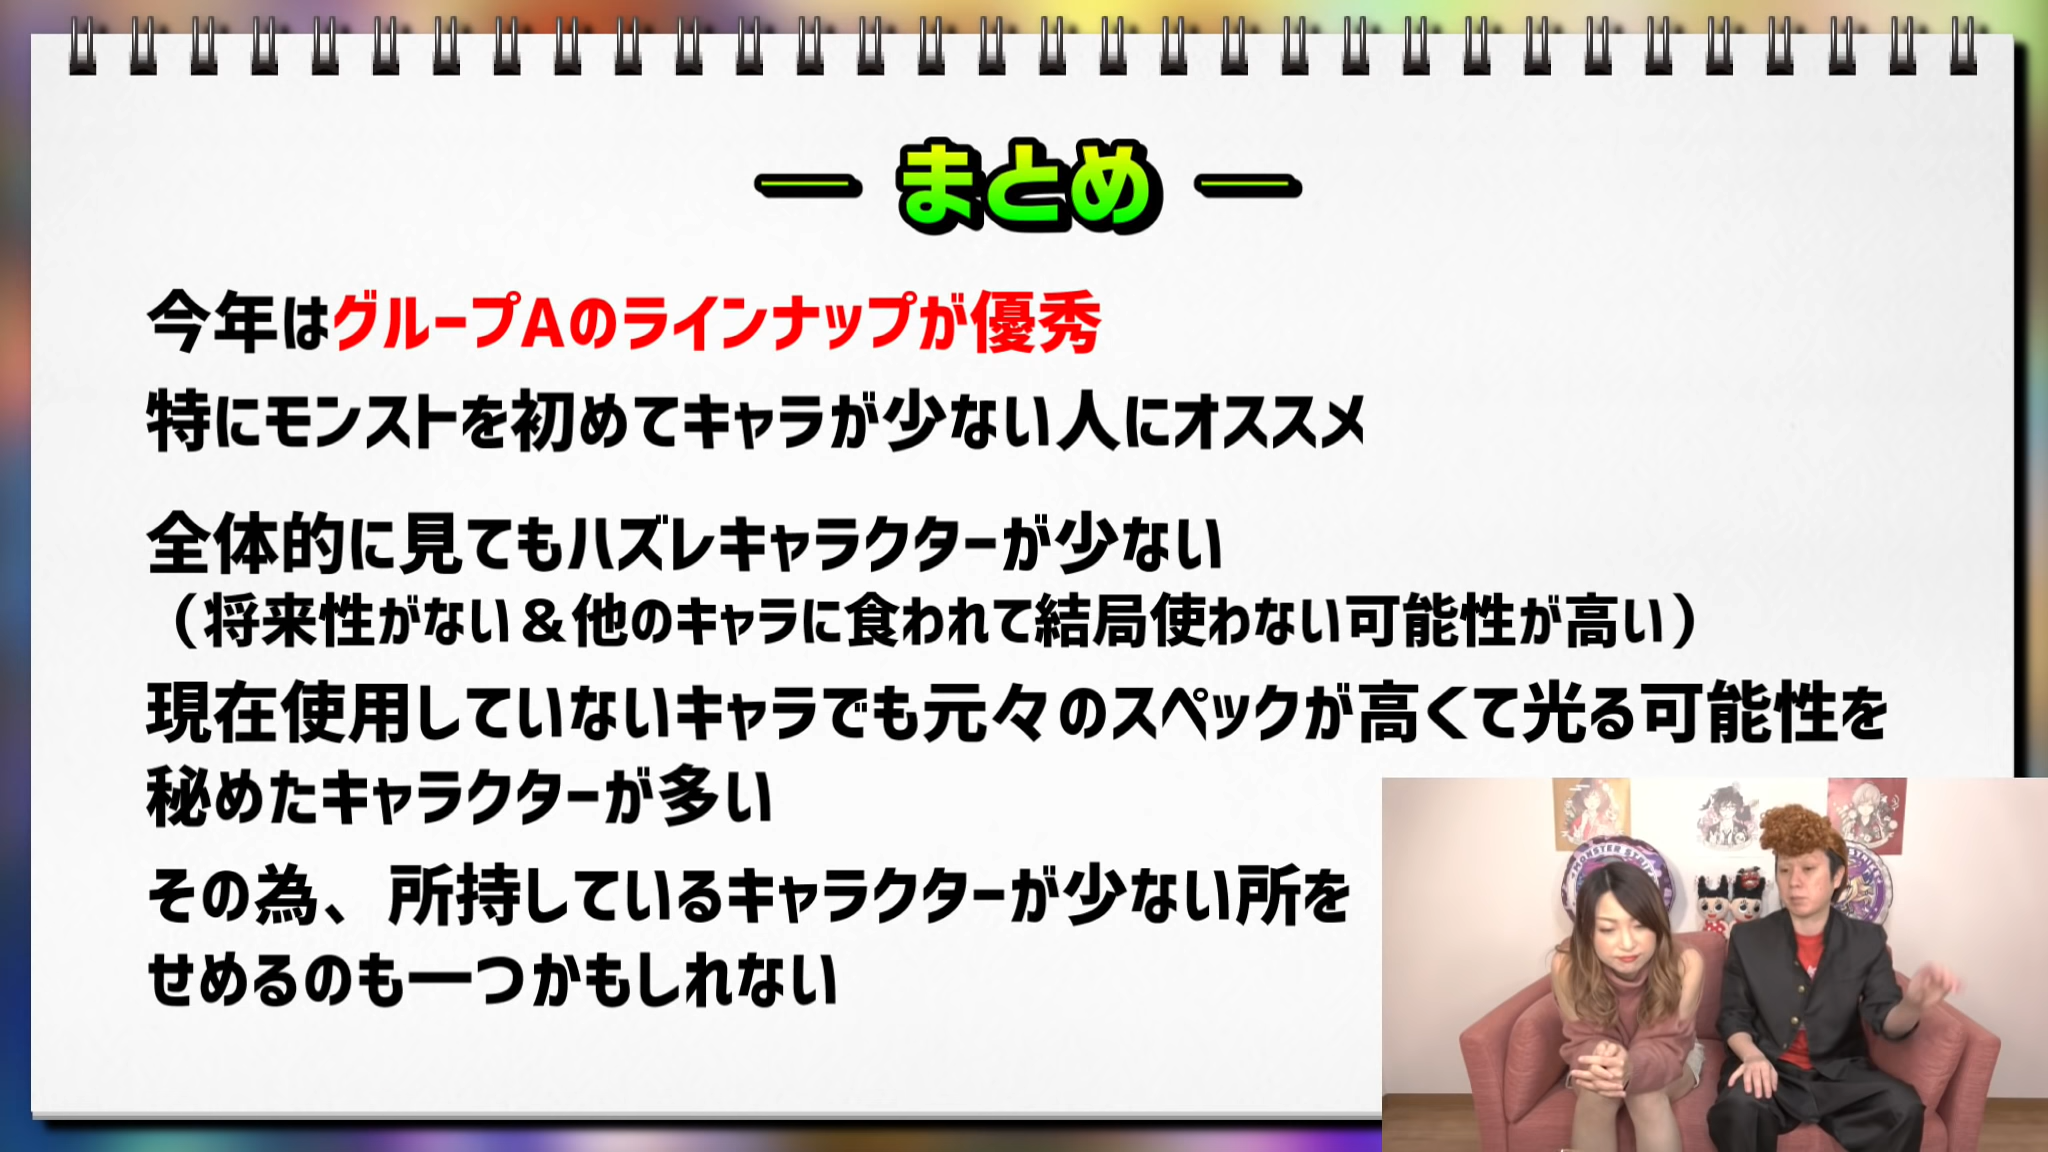 ― まとめ ―
今年はグループAのラインナップが優秀
特にモンストを初めてキャラが少ない人にオススメ
全体的に見てもハズレキャラクターが少ない
（将来性がない＆他のキャラに食われて結局使わない可能性が高い）
現在使用していないキャラでも元々のスペックが高くて光る可能性を
秘めたキャラクターが多い
その為、所持しているキャラクターが少ない所を
せめるのも一つかもしれない
MONSTER STRIKE